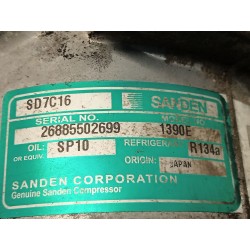 SD7C16 SANDEN
SERIAL NO.
26885502699 1390E
OIL: SP10 REFRIGERANT R134a
OR EQUIV. ORIGIN: JAPAN
SANDEN CORPORATION
Genuine Sanden Compressor